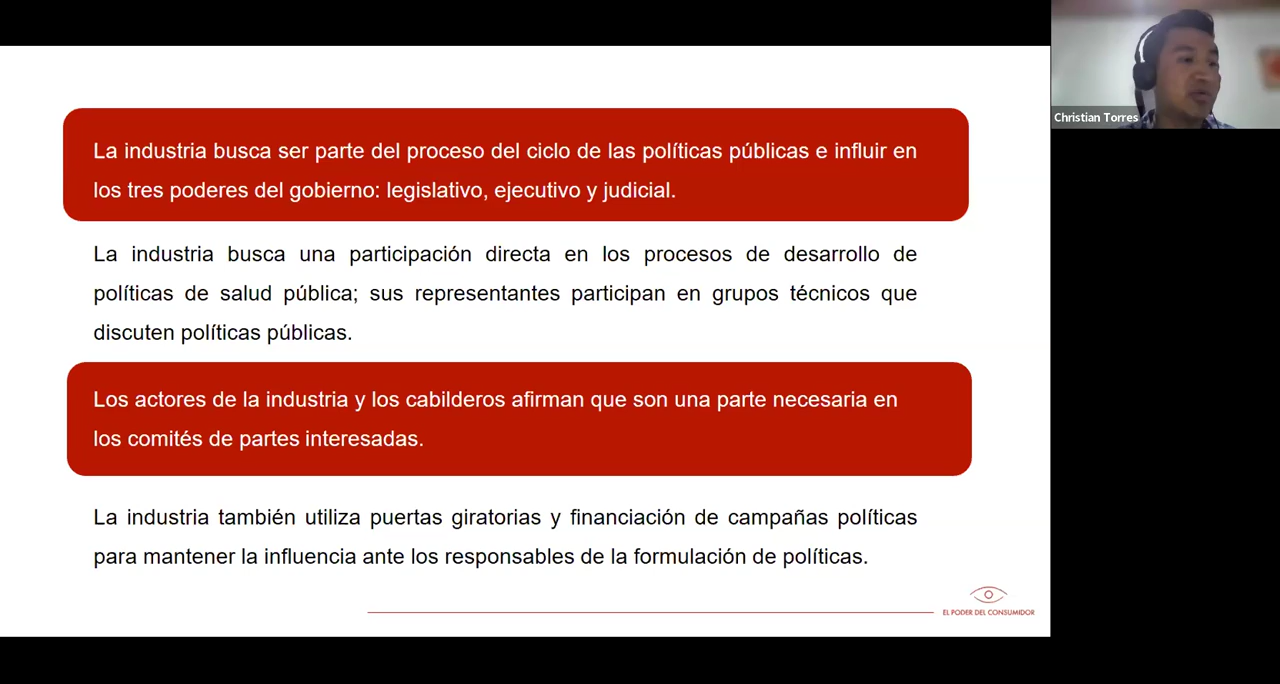 La industria busca ser parte del proceso del ciclo de las políticas públicas e influir en
los tres poderes del gobierno: legislativo, ejecutivo y judicial.
La industria busca una participación directa en los procesos de desarrollo de
políticas de salud pública; sus representantes participan en grupos técnicos que
discuten políticas públicas.
Los actores de la industria y los cabilderos afirman que son una parte necesaria en
los comités de partes interesadas.
La industria también utiliza puertas giratorias y financiación de campañas políticas
para mantener la influencia ante los responsables de la formulación de políticas.
EL PODER DEL CONSUMIDOR
Christian Torres